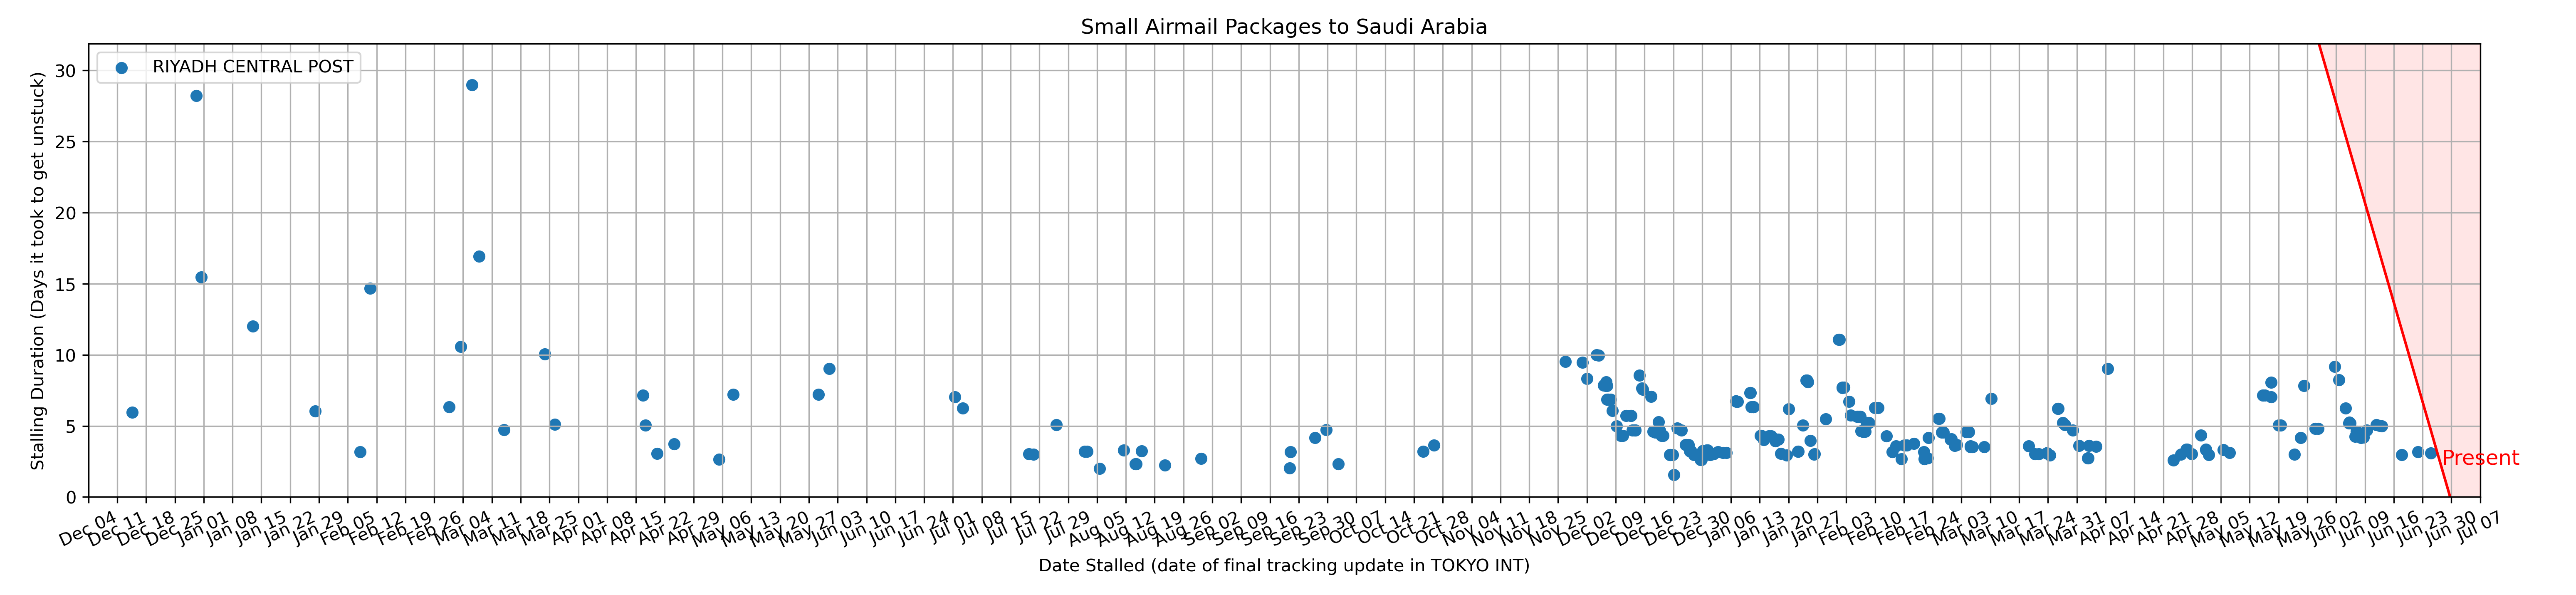 Small Airmail Packages to Saudi Arabia
RIYADH CENTRAL POST
Stalling Duration (Days it took to get unstuck)
30
25
20
15
10
5
0
Present
Dec 04
Dec 11
Dec 18
Dec 25
Jan 01
Jan 08
Jan 15
Jan 22
Jan 29
Feb 05
Feb 12
Feb 19
Feb 26
Mar 04
Mar 11
Mar 18
Mar 25
Apr 01
Apr 08
Apr 15
Apr 22
Apr 29
May 06
May 13
May 20
May 27
Jun 03
Jun 10
Jun 17
Jun 24
Jul 01
Jul 08
Jul 15
Jul 22
Jul 29
Aug 05
Aug 12
Aug 19
Aug 26
Sep 02
Sep 09
Sep 16
Sep 23
Sep 30
Oct 07
Oct 14
Oct 21
Oct 28
Nov 04
Nov 11
Nov 18
Nov 25
Dec 02
Dec 09
Dec 16
Dec 23
Dec 30
Jan 06
Jan 13
Jan 20
Jan 27
Feb 03
Feb 10
Feb 17
Feb 24
Mar 03
Mar 10
Mar 17
Mar 24
Mar 31
Apr 07
Apr 14
Apr 21
Apr 28
May 05
May 12
May 19
May 26
Jun 02
Jun 09
Jun 16
Jun 23
Jun 30
Jul 07
Date Stalled (date of final tracking update in TOKYO INT)